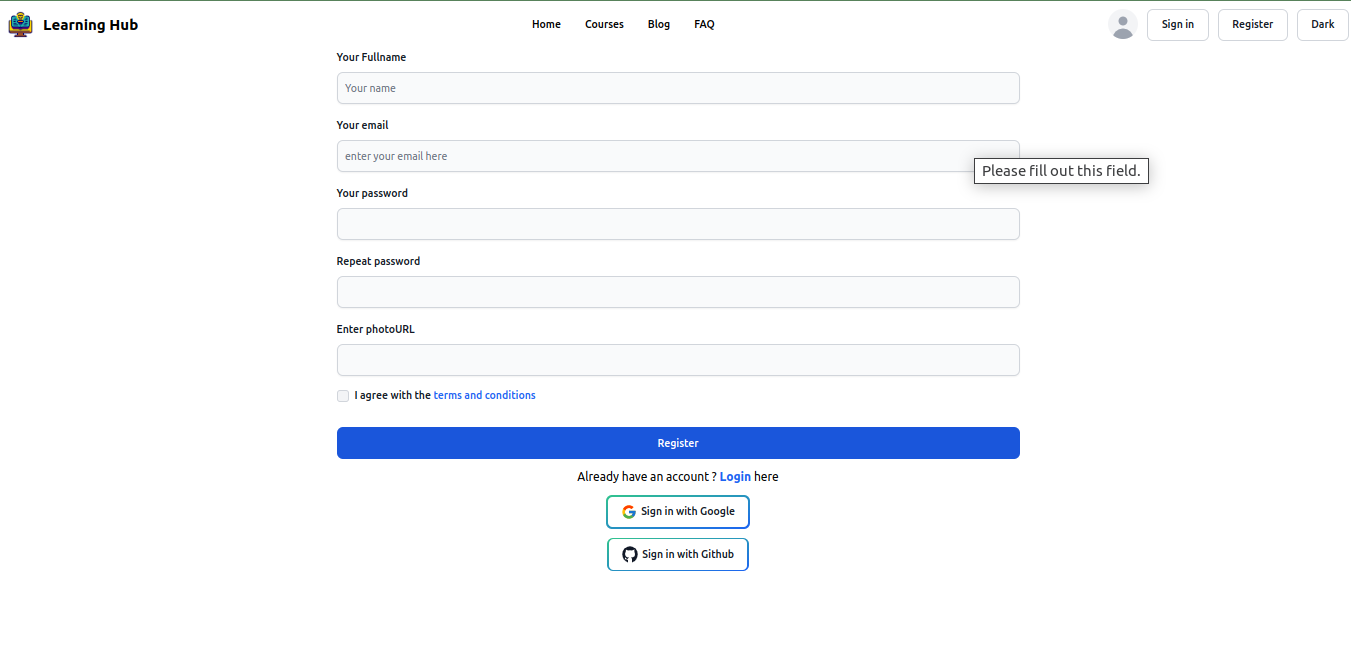 Learning Hub
Home Courses Blog FAQ
Sign in Register Dark
Your Fullname
Your name
Your email
enter your email here
Please fill out this field.
Your password
Repeat password
Enter photoURL
I agree with the terms and conditions
Register
Already have an account ? Login here
Sign in with Google
Sign in with Github